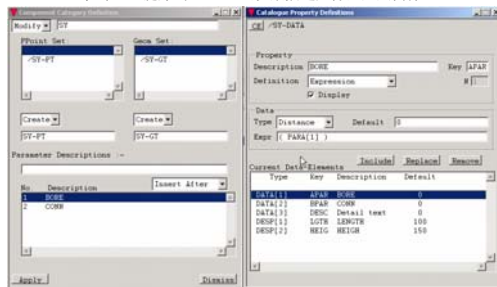 Component Category Definition
Modify SY
PPoint Set: Geom Set:
/SY-PT /SY-GT
Create Create
SY-PT SY-GT
Parameter Descriptions :-
No. Description Insert After
1 BORE
2 CONN
Apply Dismiss
Catalogue Property Definitions
CE /SY-DATA
Property
Description BORE Key APAR
Definition Expression N 1
Display
Data
Type Distance Default 0
Expr ( PARA[1] )
Current Data Elements Include Replace Remove
Type Key Description Default
DATA[1] APAR BORE 0
DATA[2] BPAR CONN 0
DATA[3] DESC Detail text 0
DESP[1] LGTH LENGTH 100
DESP[2] HEIG HEIGH 150